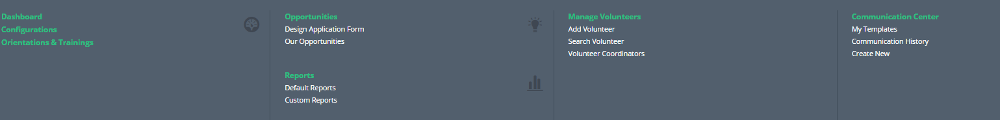 Dashboard
Configurations
Orientations & Trainings
Opportunities
Design Application Form
Our Opportunities
Reports
Default Reports
Custom Reports
Manage Volunteers
Add Volunteer
Search Volunteer
Volunteer Coordinators
Communication Center
My Templates
Communication History
Create New